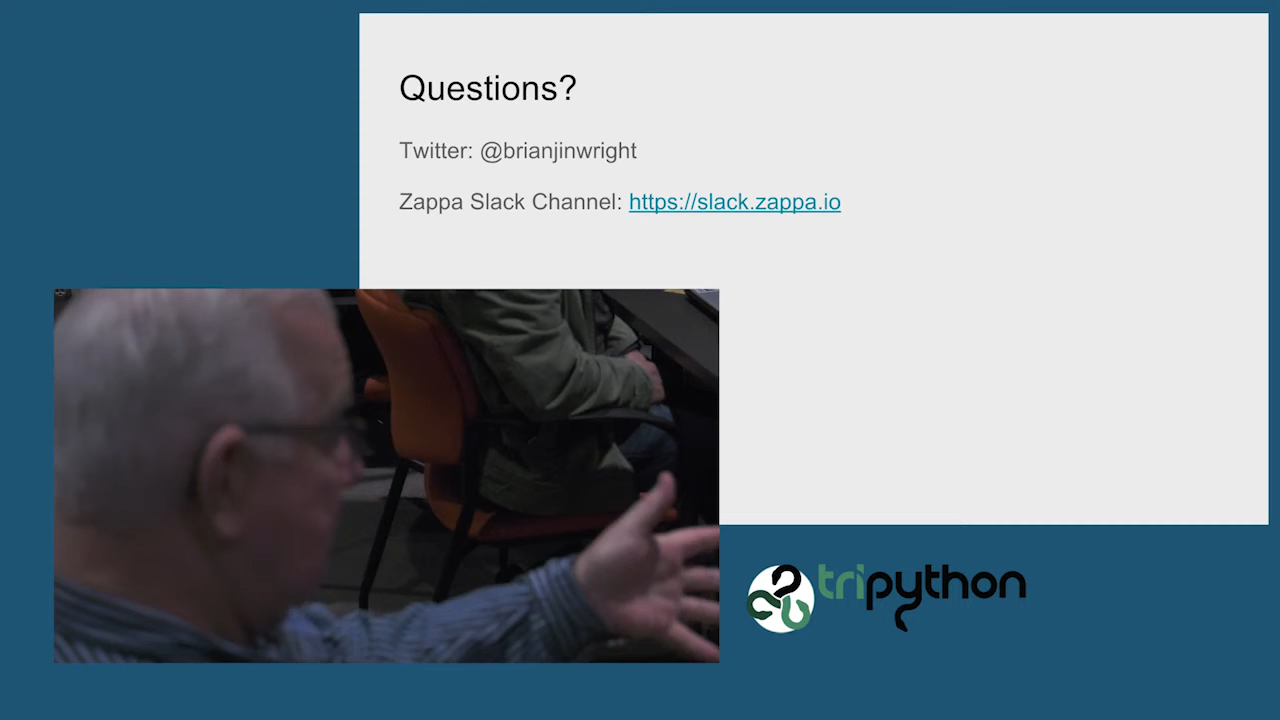 Questions?
Twitter: @brianjinwright
Zappa Slack Channel: https://slack.zappa.io
tripython